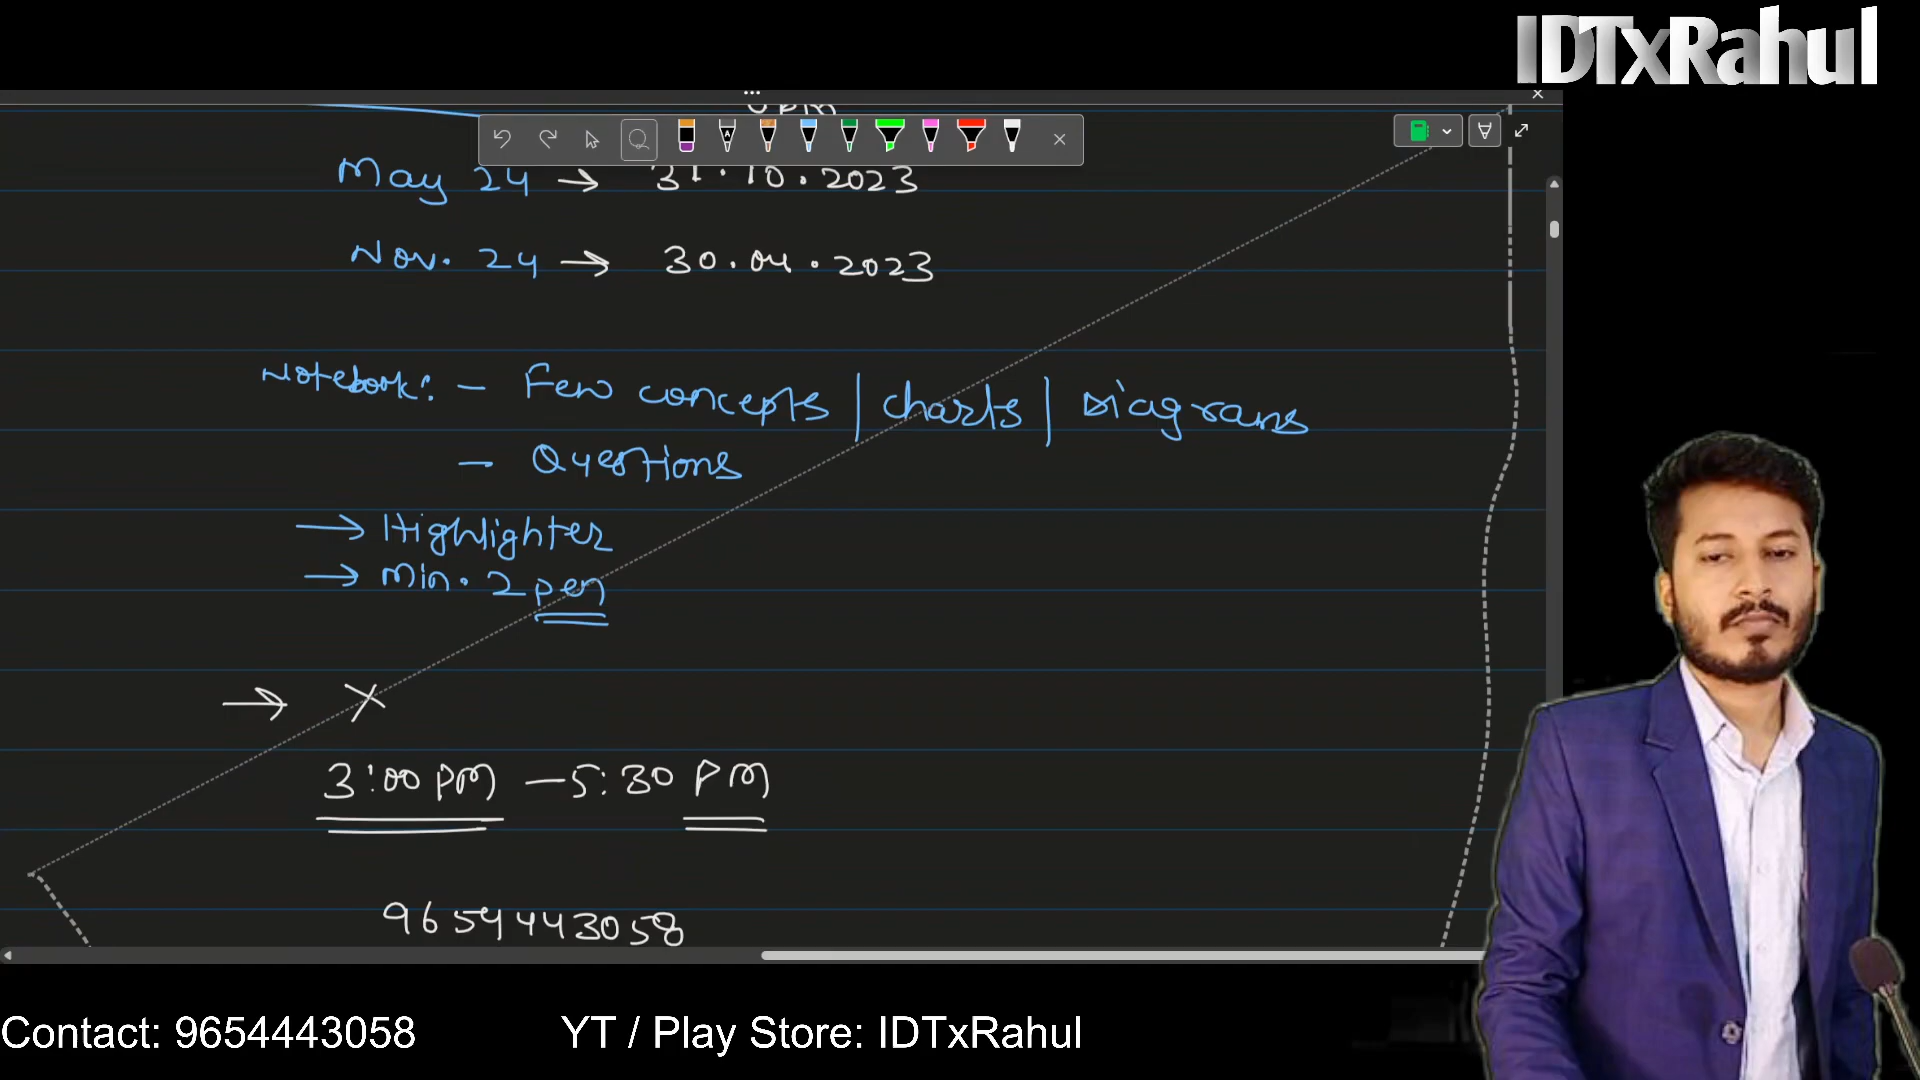 IDTxRahul
May 24 → 31.10.2023
Nov. 24 → 30.04.2023
Notebook: - Few concepts | charts | Diagrams
- Questions
→ Highlighter
→ Min. 2 pen
→ X
3:00 PM - 5:30 PM
9654443058
Contact: 9654443058 YT / Play Store: IDTxRahul